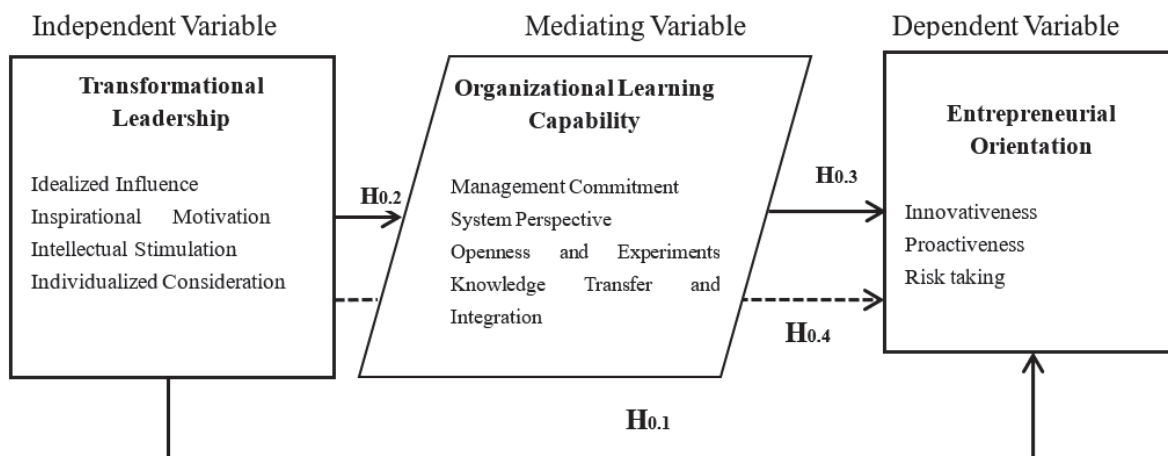 Independent Variable
Mediating Variable
Dependent Variable
Transformational
Leadership
Idealized Influence
Inspirational Motivation
Intellectual Stimulation
Individualized Consideration
H0.2
Organizational Learning
Capability
Management Commitment
System Perspective
Openness and Experiments
Knowledge Transfer and
Integration
H0.3
H0.4
Entrepreneurial
Orientation
Innovativeness
Proactiveness
Risk taking
H0.1